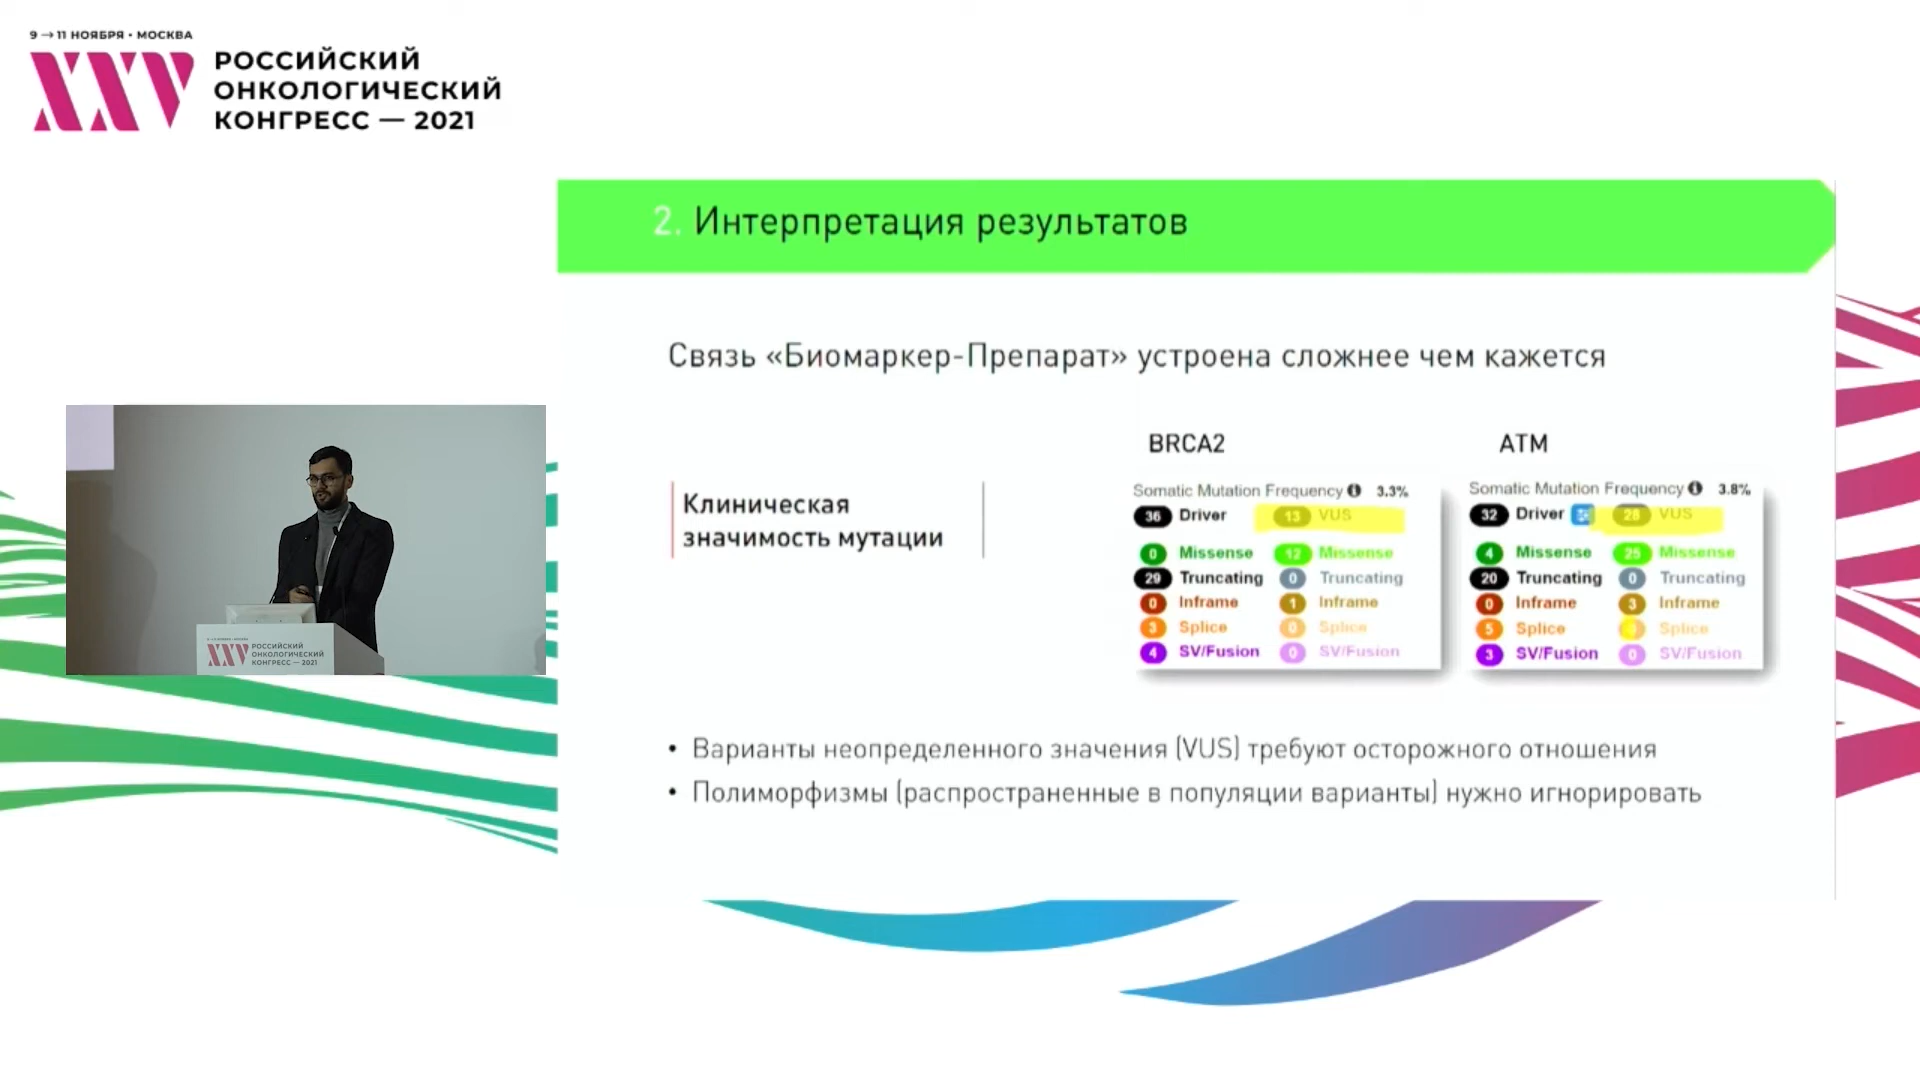 9→11 НОЯБРЯ • МОСКВА
XXV
РОССИЙСКИЙ
ОНКОЛОГИЧЕСКИЙ
КОНГРЕСС — 2021
2. Интерпретация результатов
Связь «Биомаркер-Препарат» устроена сложнее чем кажется
Клиническая
значимость мутации
BRCA2
Somatic Mutation Frequency 3.3%
36 Driver 13 VUS
0 Missense 12 Missense
29 Truncating 0 Truncating
0 Inframe 1 Inframe
3 Splice 0 Splice
4 SV/Fusion 0 SV/Fusion
ATM
Somatic Mutation Frequency 3.8%
32 Driver 28 VUS
4 Missense 25 Missense
20 Truncating 0 Truncating
0 Inframe 3 Inframe
5 Splice Splice
3 SV/Fusion 0 SV/Fusion
• Варианты неопределенного значения (VUS) требуют осторожного отношения
• Полиморфизмы (распространенные в популяции варианты) нужно игнорировать
XXV
РОССИЙСКИЙ
ОНКОЛОГИЧЕСКИЙ
КОНГРЕСС — 2021